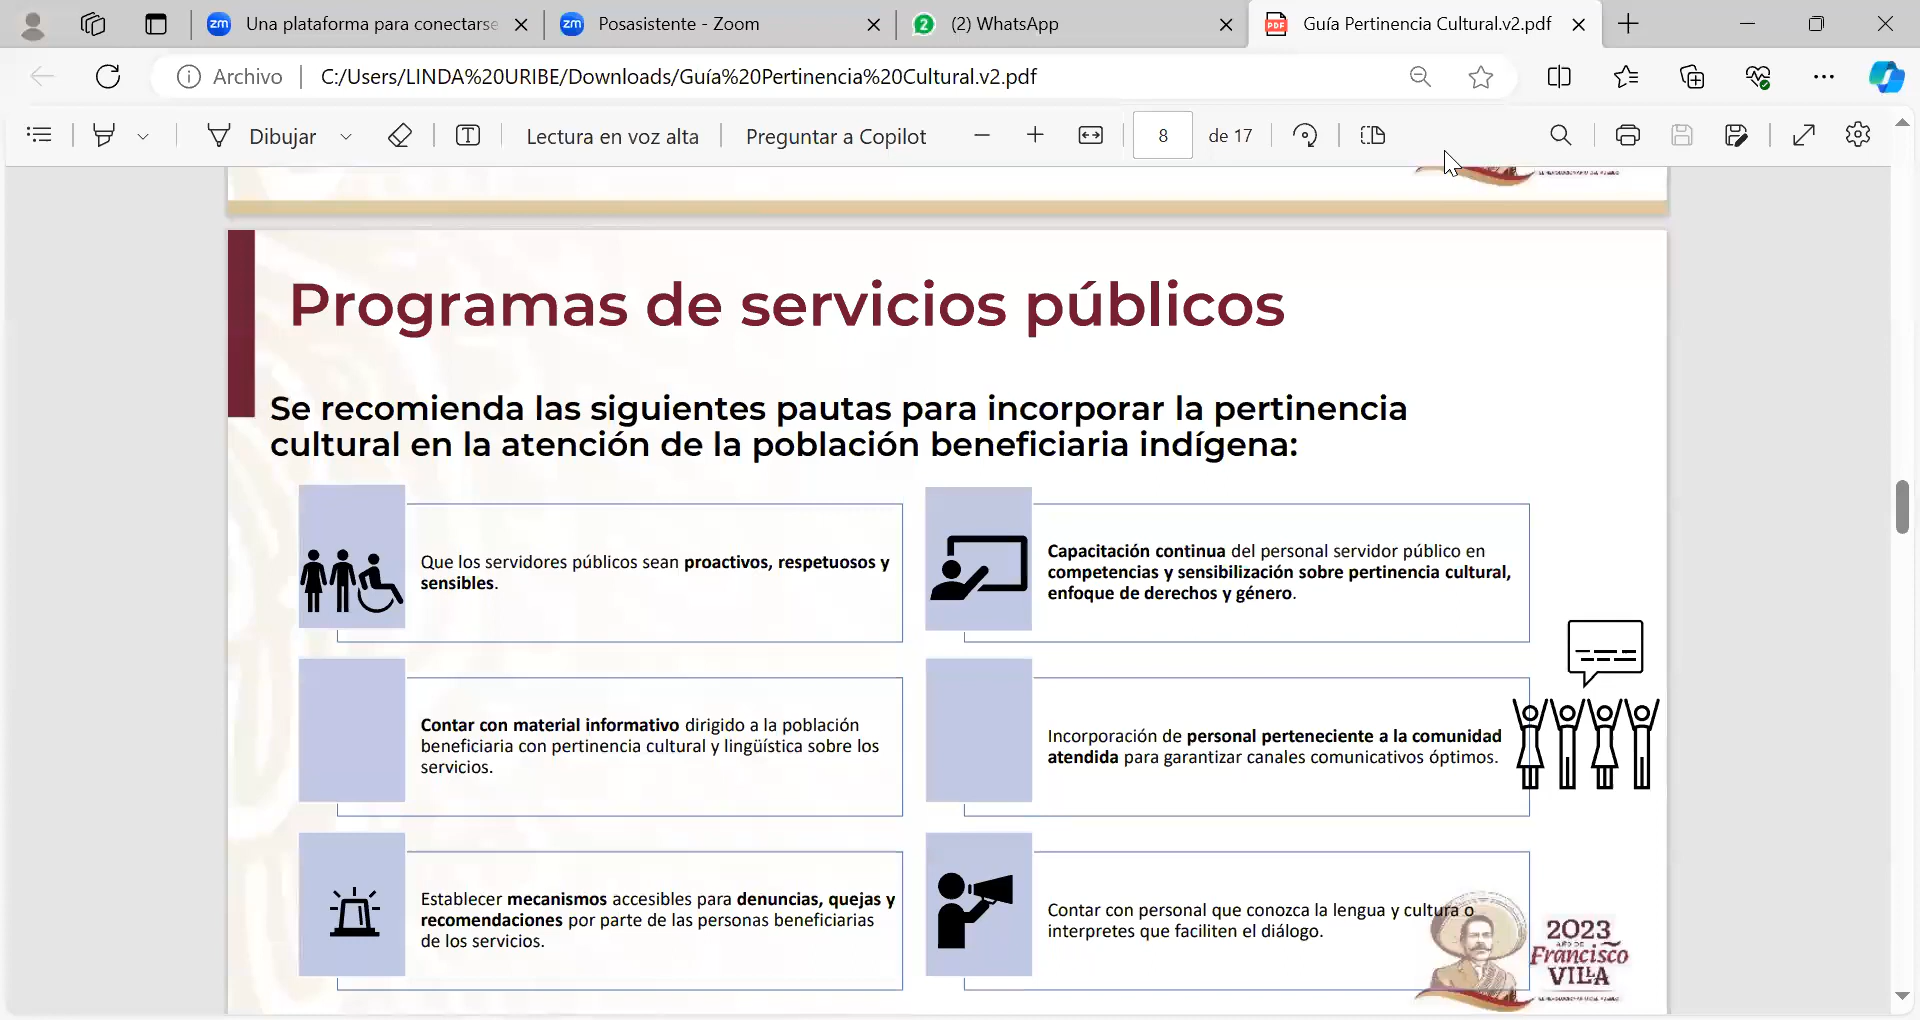 Una plataforma para conectarse
Posasistente - Zoom
(2) WhatsApp
Guía Pertinencia Cultural.v2.pdf
Archivo
C:/Users/LINDA%20URIBE/Downloads/Guía%20Pertinencia%20Cultural.v2.pdf
Dibujar
Lectura en voz alta
Preguntar a Copilot
8
de 17
Programas de servicios públicos
Se recomienda las siguientes pautas para incorporar la pertinencia
cultural en la atención de la población beneficiaria indígena:
Que los servidores públicos sean proactivos, respetuosos y
sensibles.
Capacitación continua del personal servidor público en
competencias y sensibilización sobre pertinencia cultural,
enfoque de derechos y género.
Contar con material informativo dirigido a la población
beneficiaria con pertinencia cultural y lingüística sobre los
servicios.
Incorporación de personal perteneciente a la comunidad
atendida para garantizar canales comunicativos óptimos.
Establecer mecanismos accesibles para denuncias, quejas y
recomendaciones por parte de las personas beneficiarias
de los servicios.
Contar con personal que conozca la lengua y cultura o
interpretes que faciliten el diálogo.
2023
AÑO DE
Francisco
VILLA